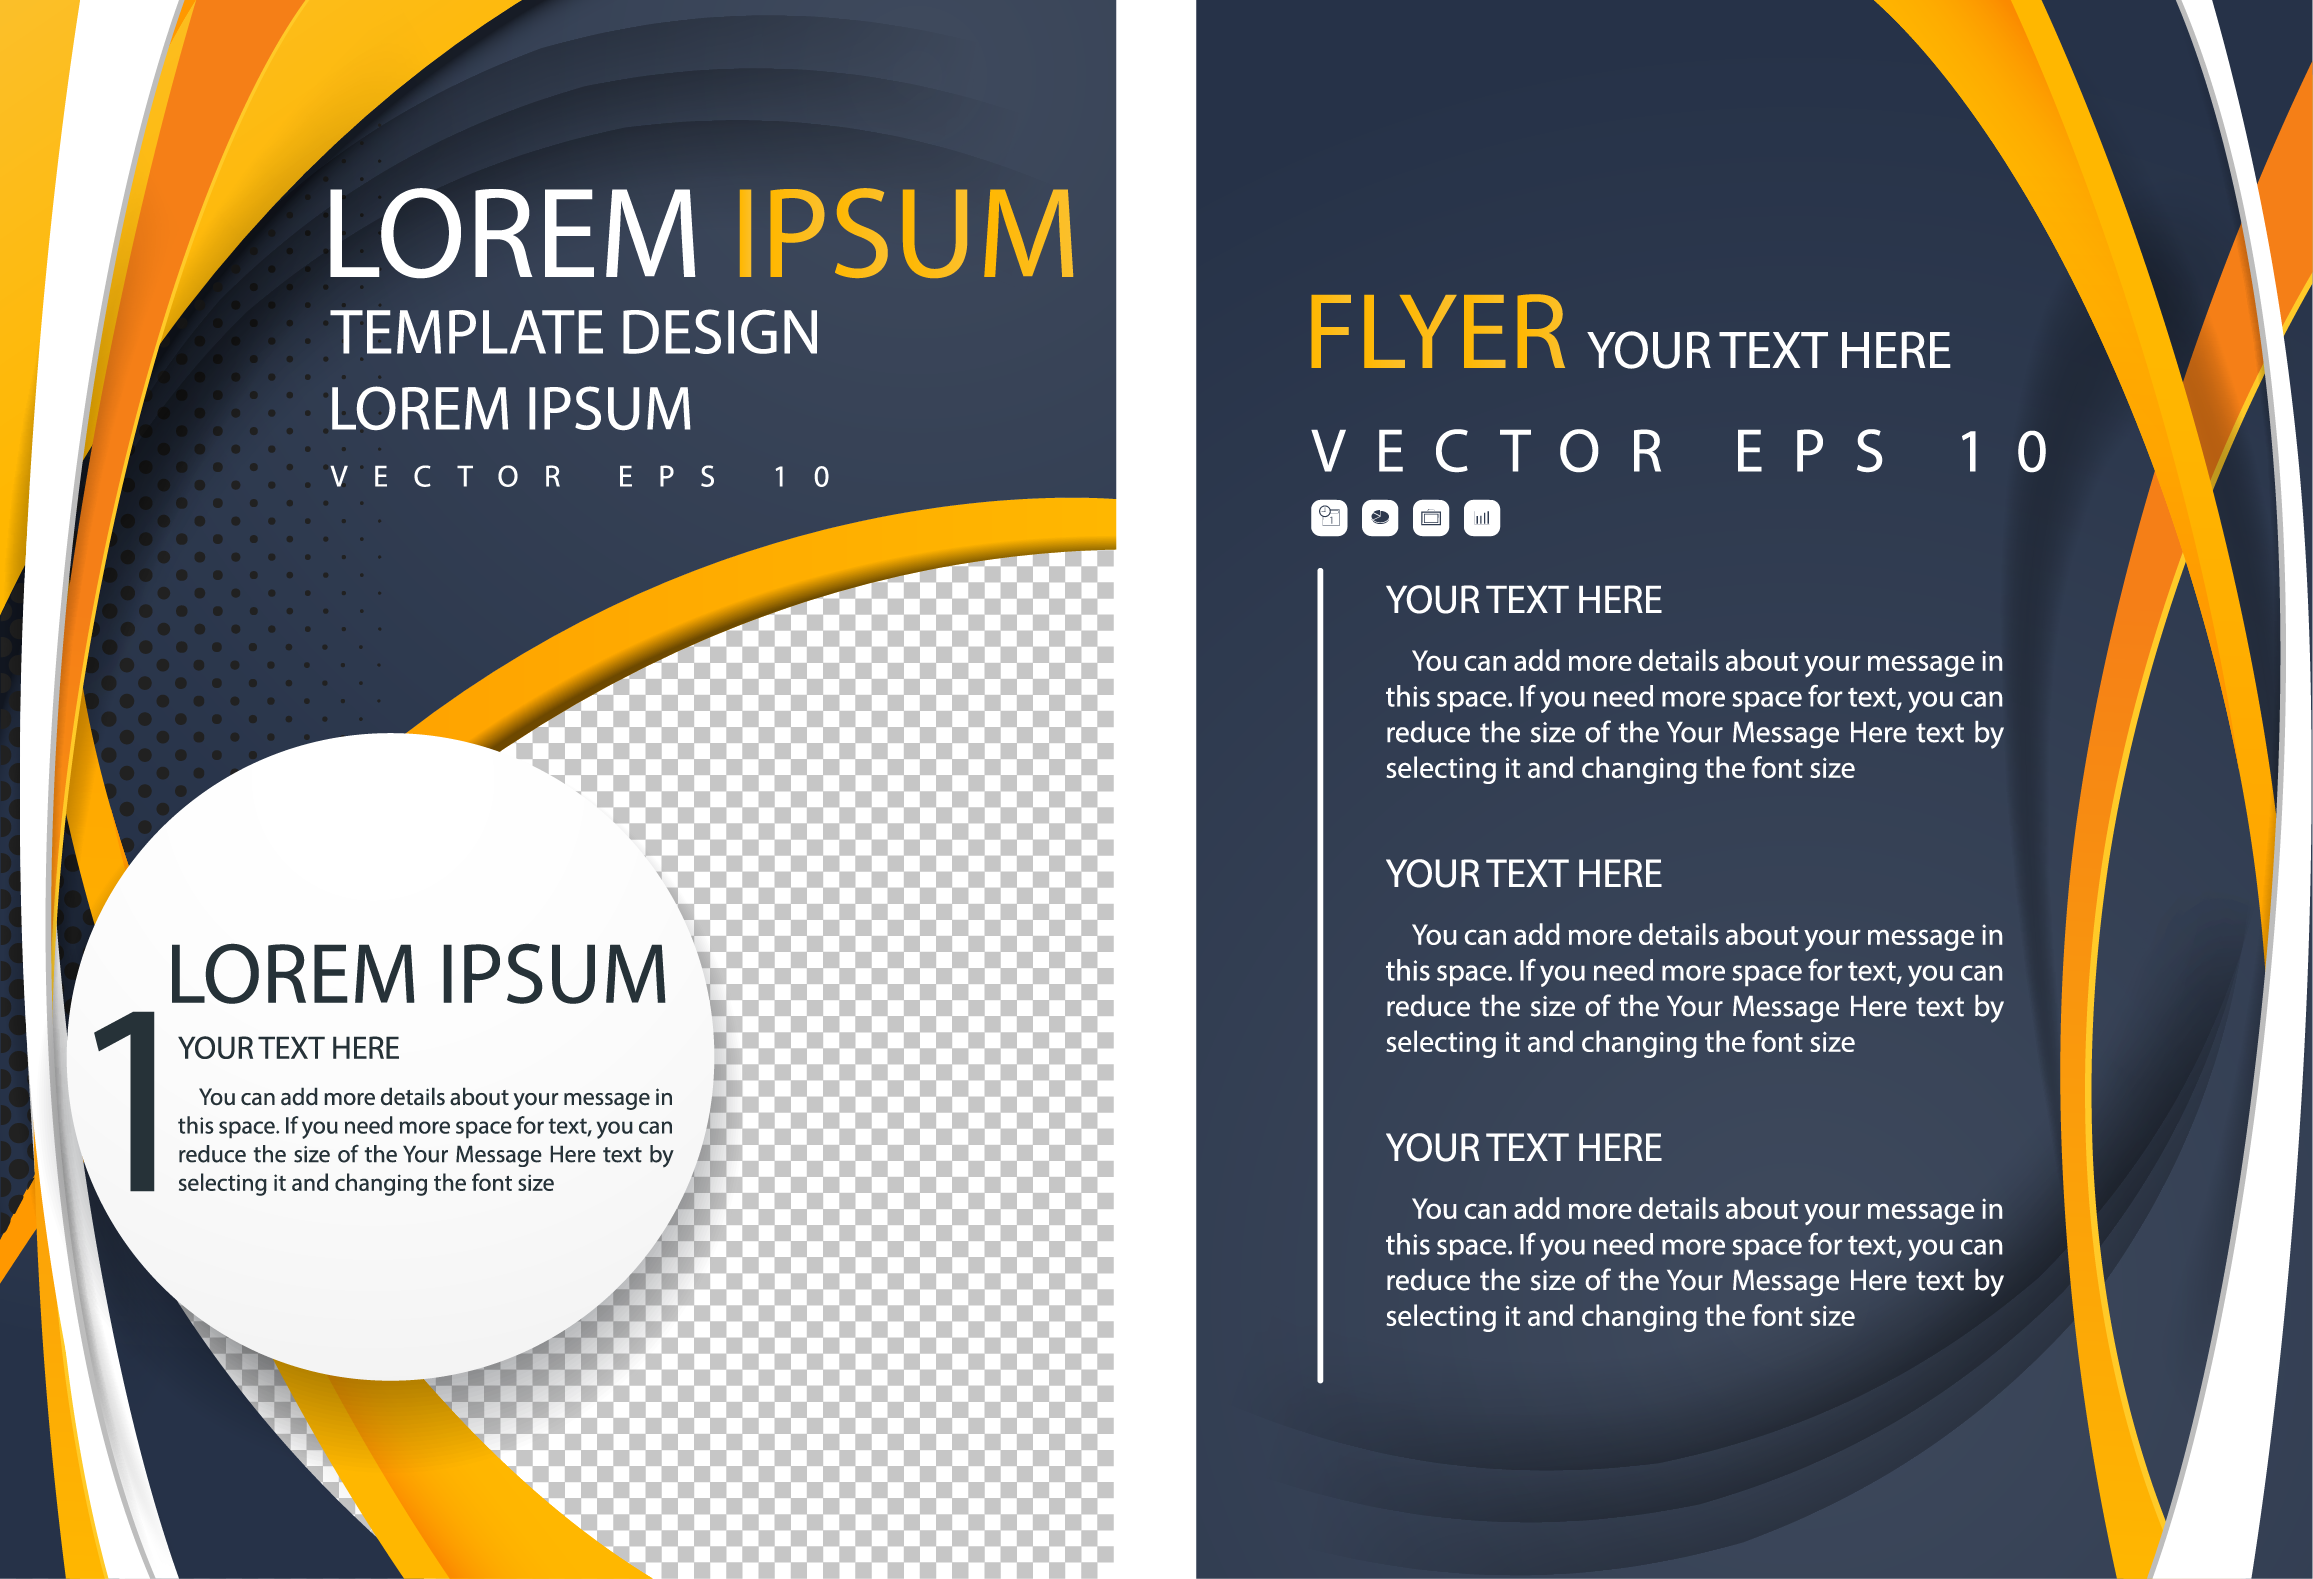 LOREM IPSUM
TEMPLATE DESIGN
LOREM IPSUM
VECTOR EPS 10
LOREM IPSUM
1
YOUR TEXT HERE
You can add more details about your message in
this space. If you need more space for text, you can
reduce the size of the Your Message Here text by
selecting it and changing the font size
FLYER YOUR TEXT HERE
VECTOR EPS 10
1
YOUR TEXT HERE
You can add more details about your message in
this space. If you need more space for text, you can
reduce the size of the Your Message Here text by
selecting it and changing the font size
YOUR TEXT HERE
You can add more details about your message in
this space. If you need more space for text, you can
reduce the size of the Your Message Here text by
selecting it and changing the font size
YOUR TEXT HERE
You can add more details about your message in
this space. If you need more space for text, you can
reduce the size of the Your Message Here text by
selecting it and changing the font size